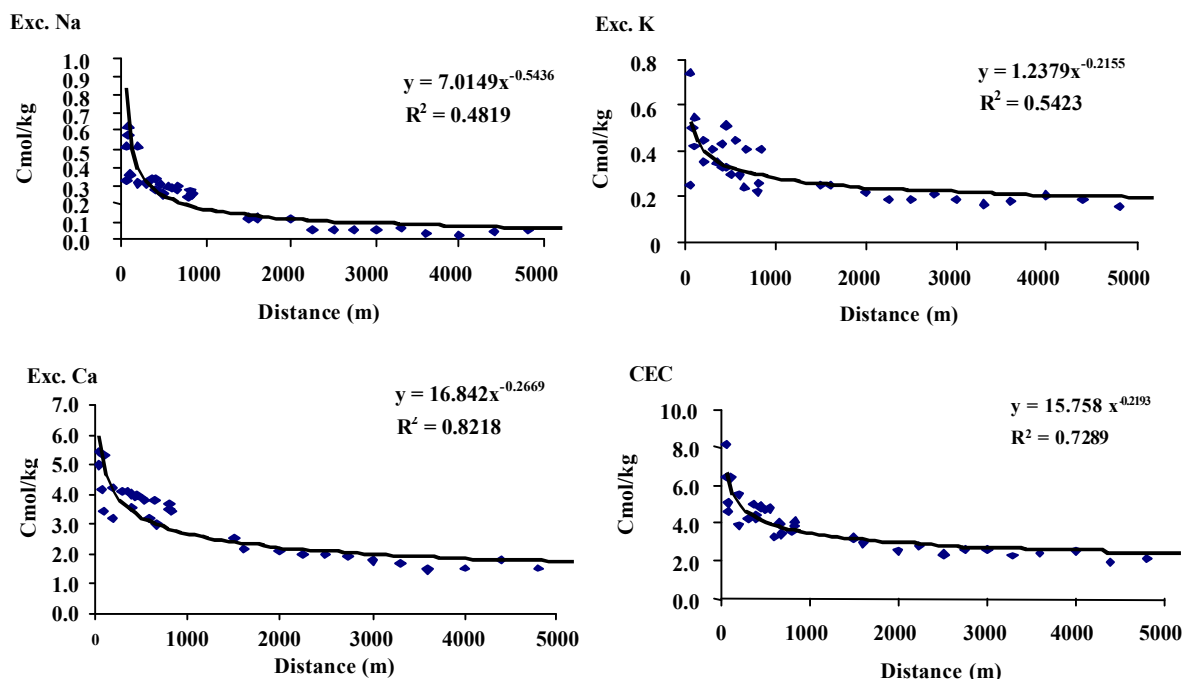 Exc. Na
1.0
0.9
0.8
0.7
0.6
0.5
0.4
0.3
0.2
0.1
0.0
Cmol/kg
y = 7.0149x^-0.5436
R² = 0.4819
0 1000 2000 3000 4000 5000
Distance (m)
Exc. K
0.8
0.6
0.4
0.2
0
Cmol/kg
y = 1.2379x^-0.2155
R² = 0.5423
0 1000 2000 3000 4000 5000
Distance (m)
Exc. Ca
7.0
6.0
5.0
4.0
3.0
2.0
1.0
0.0
Cmol/kg
y = 16.842x^-0.2669
R² = 0.8218
0 1000 2000 3000 4000 5000
Distance (m)
CEC
10.0
8.0
6.0
4.0
2.0
0.0
Cmol/kg
y = 15.758 x^-0.2193
R² = 0.7289
0 1000 2000 3000 4000 5000
Distance (m)